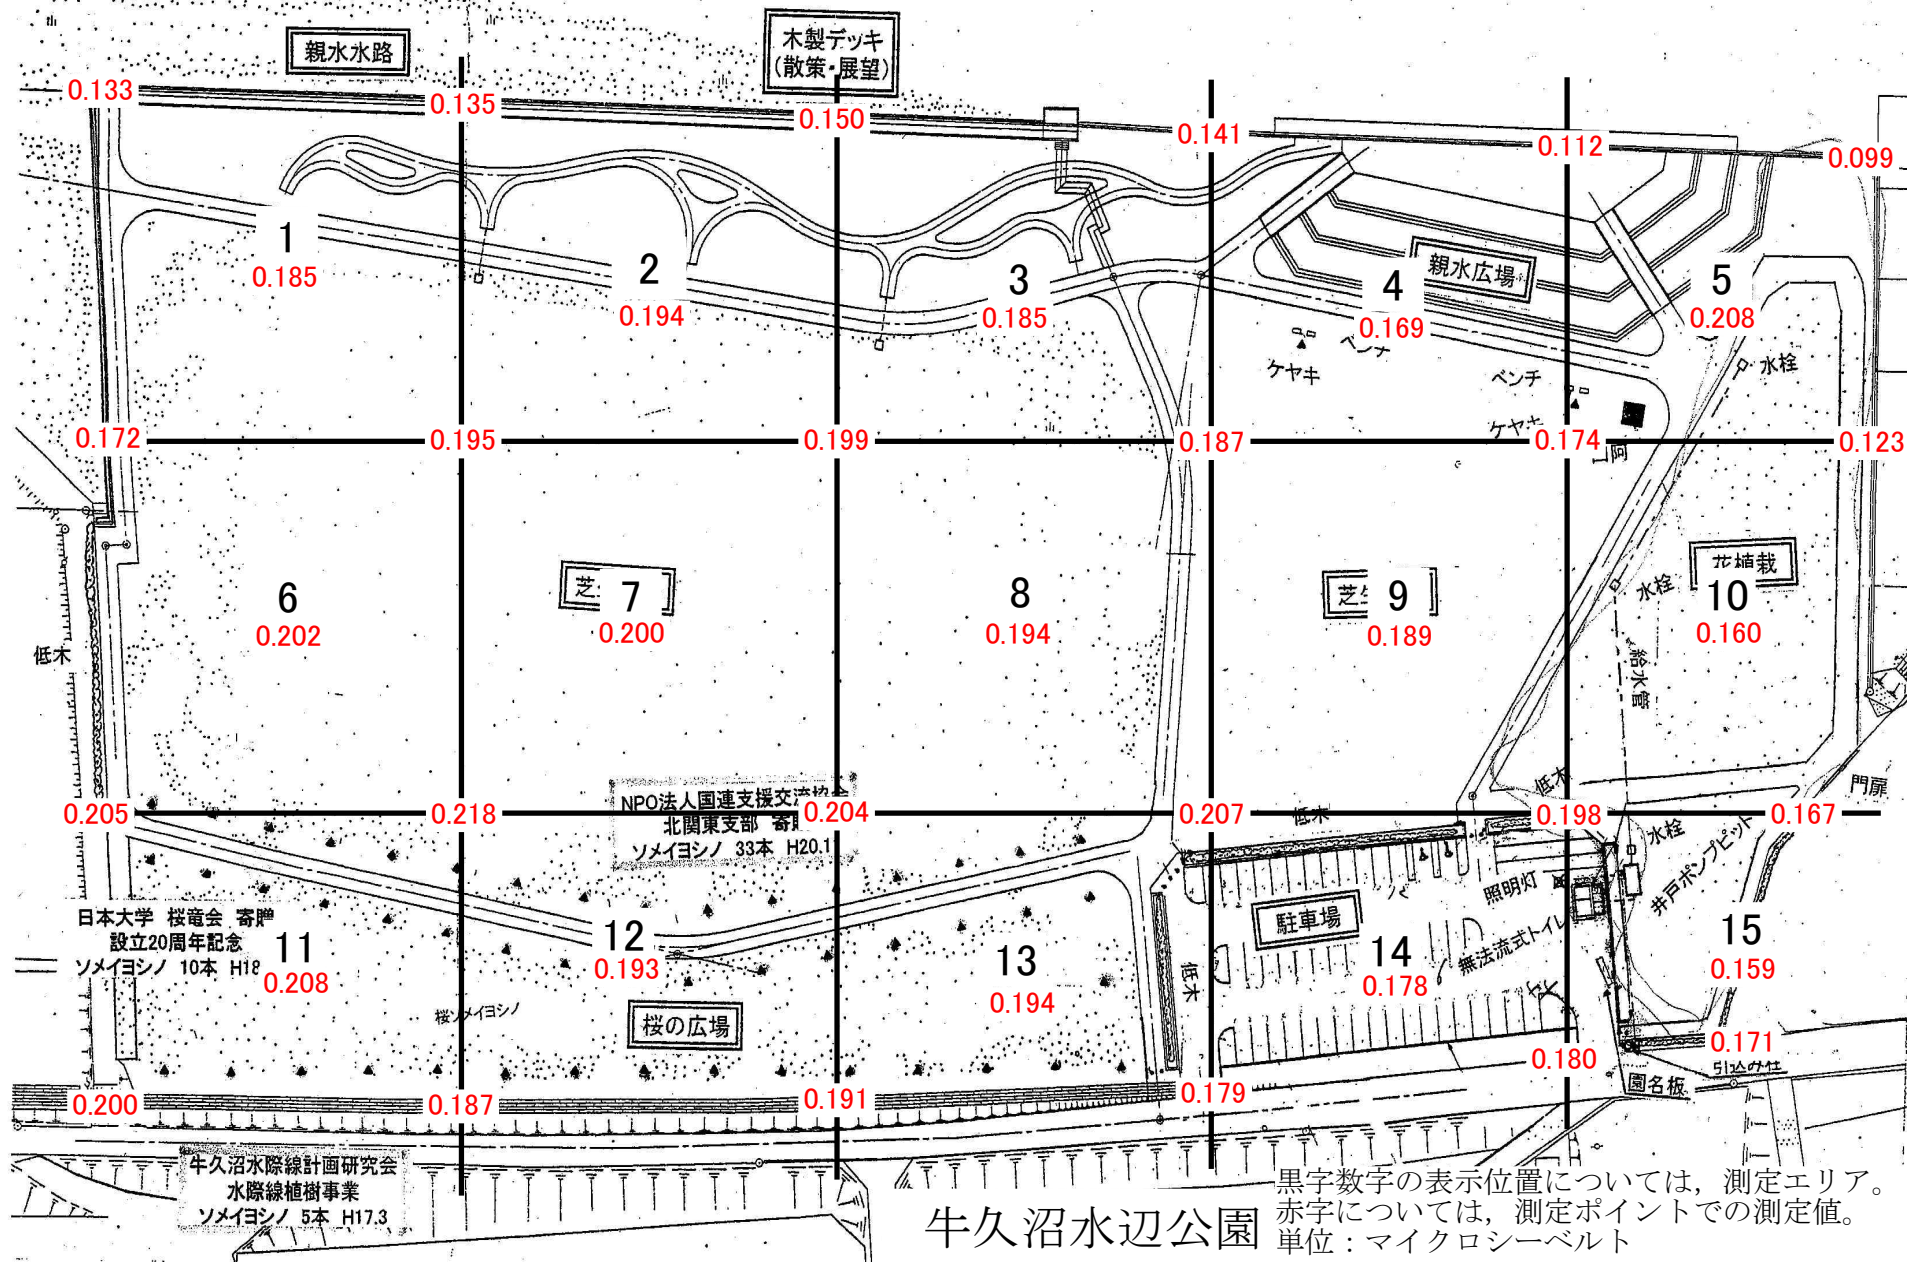 親水水路
木製デッキ
(散策・展望)
0.133
0.135
0.150
0.141
0.112
0.099
1
0.185
2
0.194
3
0.185
4
0.169
親水広場
5
0.208
ベンチ
ケヤキ
ベンチ
水栓
ケヤキ
0.172
0.195
0.199
0.187
0.174
0.123
6
0.202
芝
7
0.200
8
0.194
芝
9
0.189
花植栽
10
0.160
水栓
給水管
低木
NPO法人国連支援交流協会
北関東支部 寄
ソメイヨシノ 33本 H20.1
0.205
0.218
0.204
0.207
0.198
0.167
低木
低木
門扉
水栓
井戸ポンプピット
照明灯
無法流式トイレ
駐車場
日本大学 桜竜会 寄贈
設立20周年記念
ソメイヨシノ 10本 H18
11
0.208
12
0.193
13
0.194
14
0.178
15
0.159
桜ソメイヨシノ
桜の広場
低木
0.200
0.187
0.191
0.179
0.180
0.171
引込み柱
園名板
牛久沼水際線計画研究会
水際線植樹事業
ソメイヨシノ 5本 H17.3
牛久沼水辺公園
黒字数字の表示位置については，測定エリア。
赤字については，測定ポイントでの測定値。
単位：マイクロシーベルト